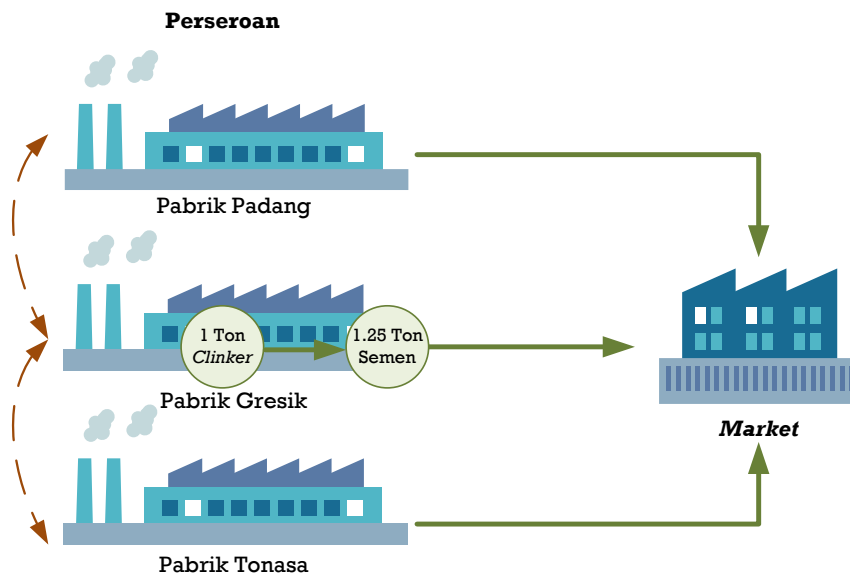 Perseroan
Pabrik Padang
1 Ton
Clinker
1.25 Ton
Semen
Pabrik Gresik
Market
Pabrik Tonasa